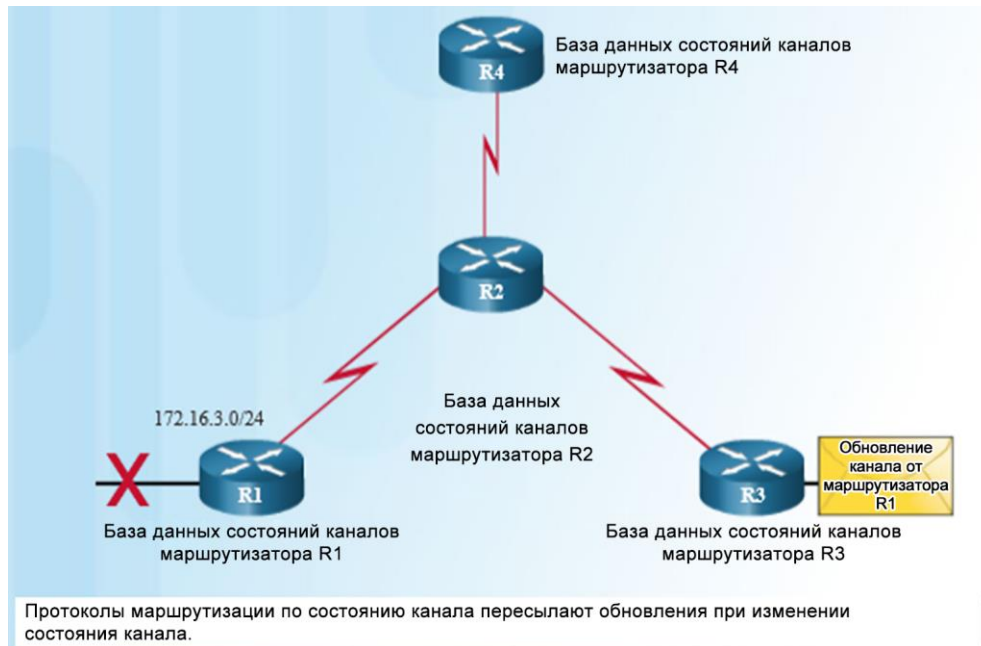 База данных состояний каналов
маршрутизатора R4
R4
R2
База данных
состояний каналов
маршрутизатора R2
172.16.3.0/24
R1
База данных состояний каналов
маршрутизатора R1
R3
Обновление
канала от
маршрутизатора
R1
База данных состояний каналов
маршрутизатора R3
Протоколы маршрутизации по состоянию канала пересылают обновления при изменении
состояния канала.